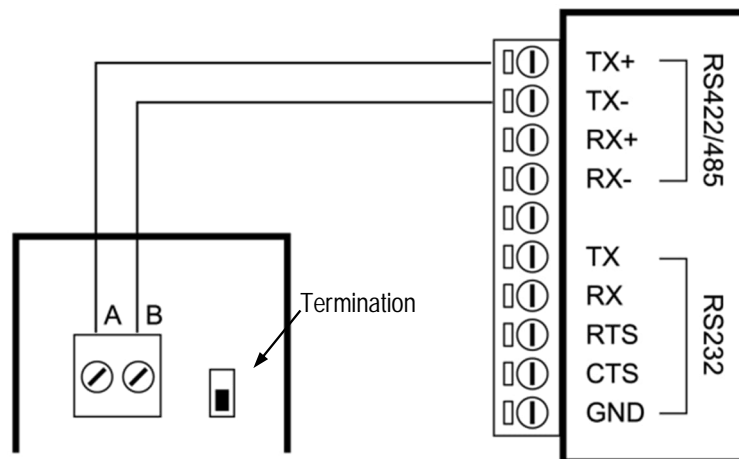 TX+
TX-
RX+
RX-
RS422/485
TX
RX
RTS
CTS
GND
RS232
A B
Termination